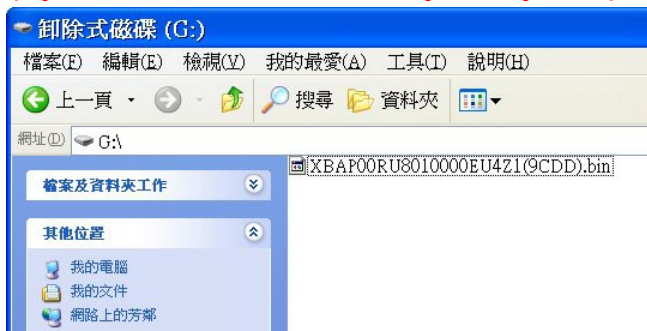 卸除式磁碟 (G:)
檔案(F) 編輯(E) 檢視(V) 我的最愛(A) 工具(T) 說明(H)
上一頁 搜尋 資料夾
網址(D) G:\
XBAP00RU8010000EU4Z1(9CDD).bin
檔案及資料夾工作
其他位置
我的電腦
我的文件
網路上的芳鄰